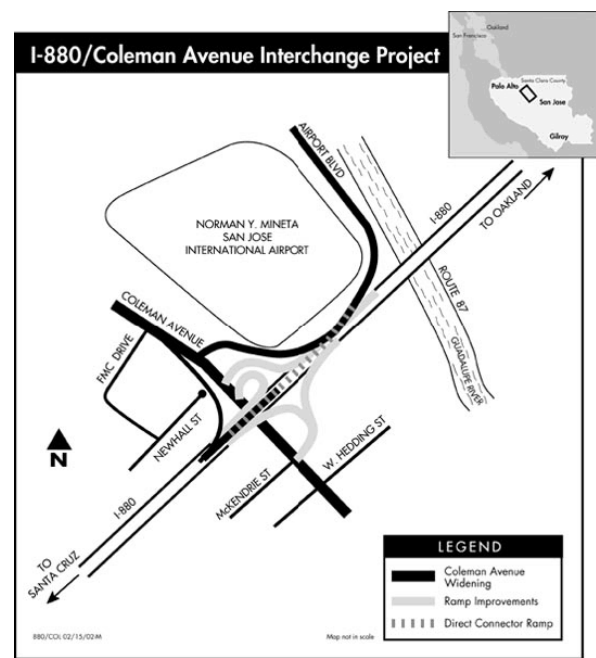 I-880/Coleman Avenue Interchange Project
Oakland
San Francisco
Santa Clara County
Palo Alto
San Jose
Gilroy
AIRPORT BLVD
NORMAN Y. MINETA
SAN JOSE
INTERNATIONAL AIRPORT
I-880
TO OAKLAND
ROUTE 87
GUADALUPE RIVER
COLEMAN AVENUE
FMC DRIVE
NEWHALL ST
N
W. HEDDING ST
McKENDRIE ST
I-880
TO
SANTA CRUZ
LEGEND
Coleman Avenue
Widening
Ramp Improvements
Direct Connector Ramp
880/COL 02/15/02-M
Map not in scale